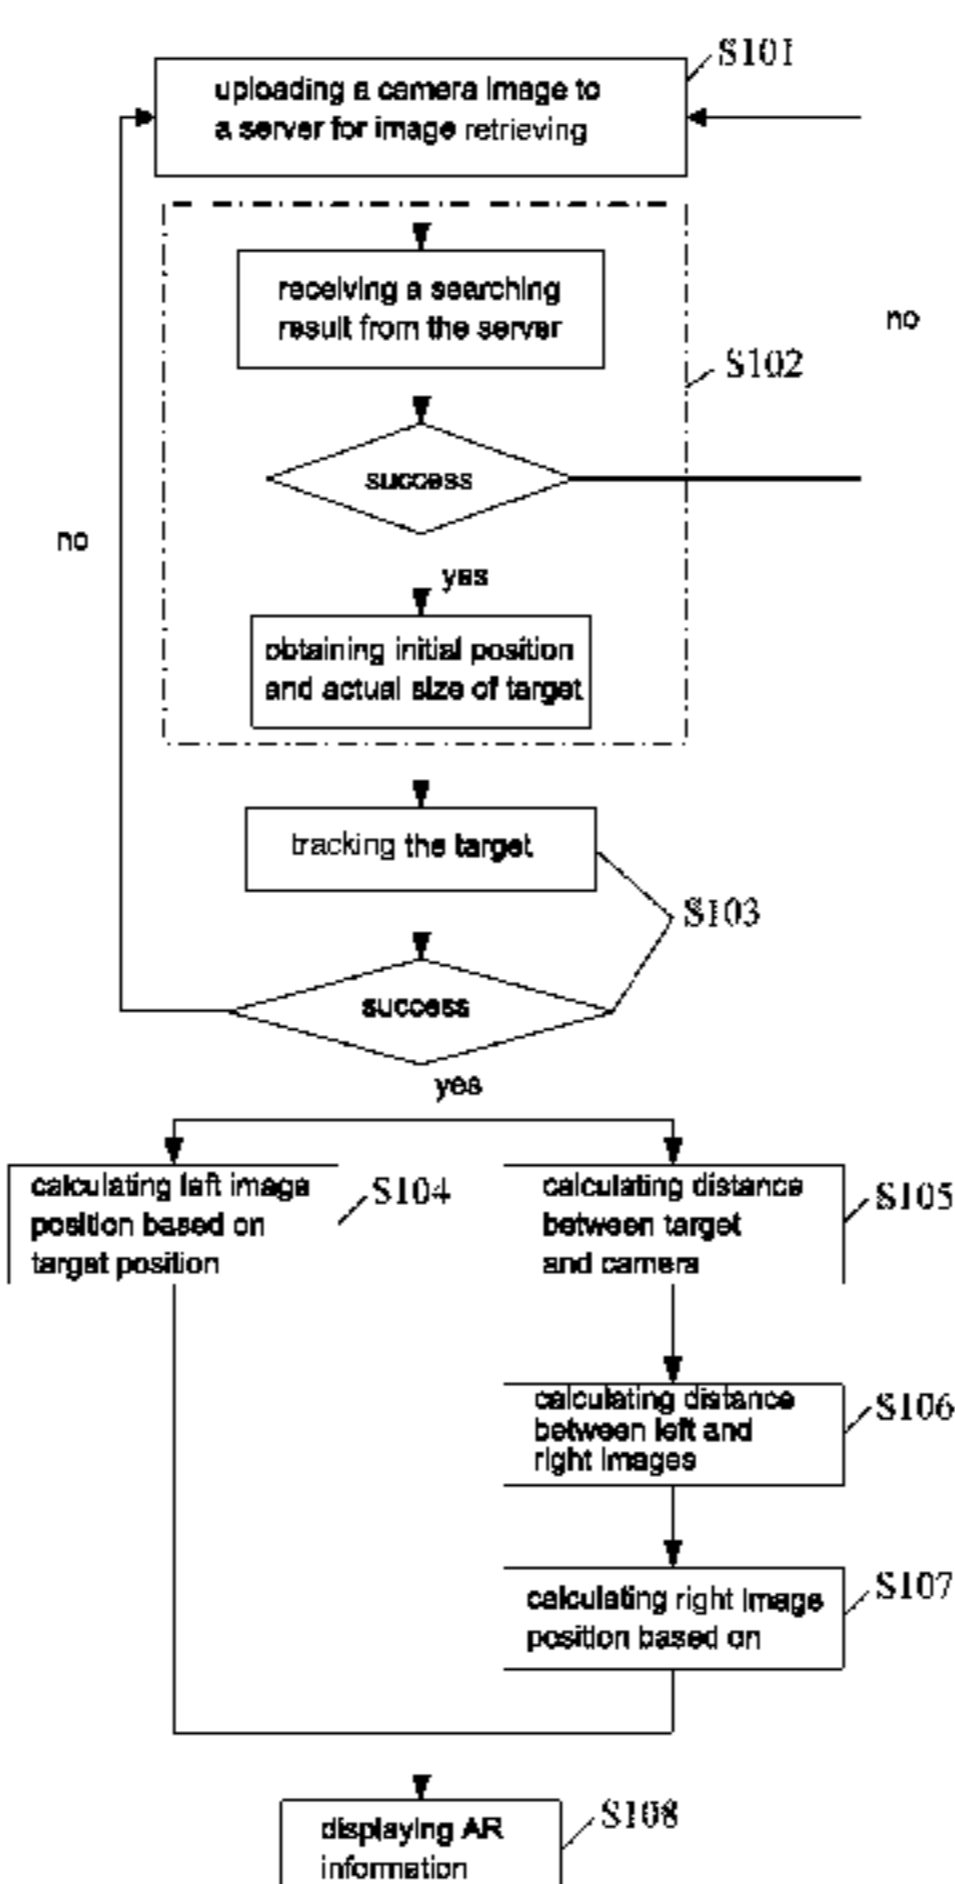 S101
uploading a camera image to
a server for image retrieving
receiving a searching
result from the server
no
S102
success
no
yes
obtaining initial position
and actual size of target
tracking the target
S103
success
yes
calculating left image
position based on
target position
S104
calculating distance
between target
and camera
S105
calculating distance
between left and
right images
S106
calculating right image
position based on
S107
displaying AR
information
S108